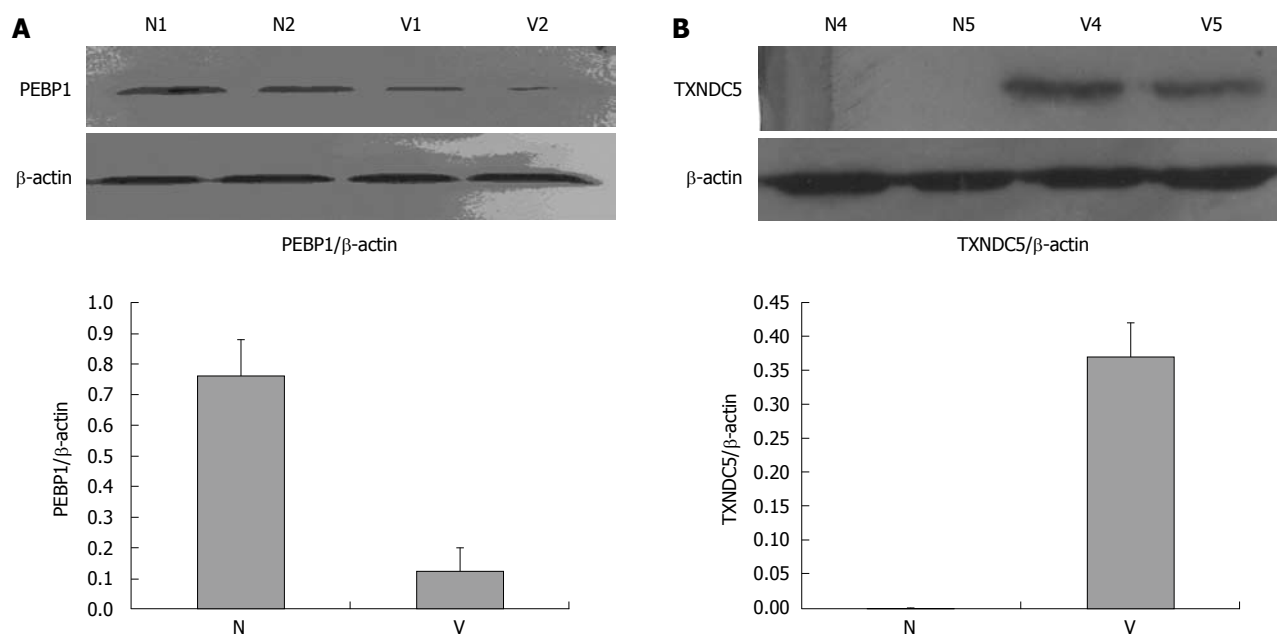 A
N1 N2 V1 V2
PEBP1
β-actin
PEBP1/β-actin
1.0
0.9
0.8
0.7
0.6
0.5
0.4
0.3
0.2
0.1
0.0
PEBP1/β-actin
N V
B
N4 N5 V4 V5
TXNDC5
β-actin
TXNDC5/β-actin
0.45
0.40
0.35
0.30
0.25
0.20
0.15
0.10
0.05
0.00
TXNDC5/β-actin
N V